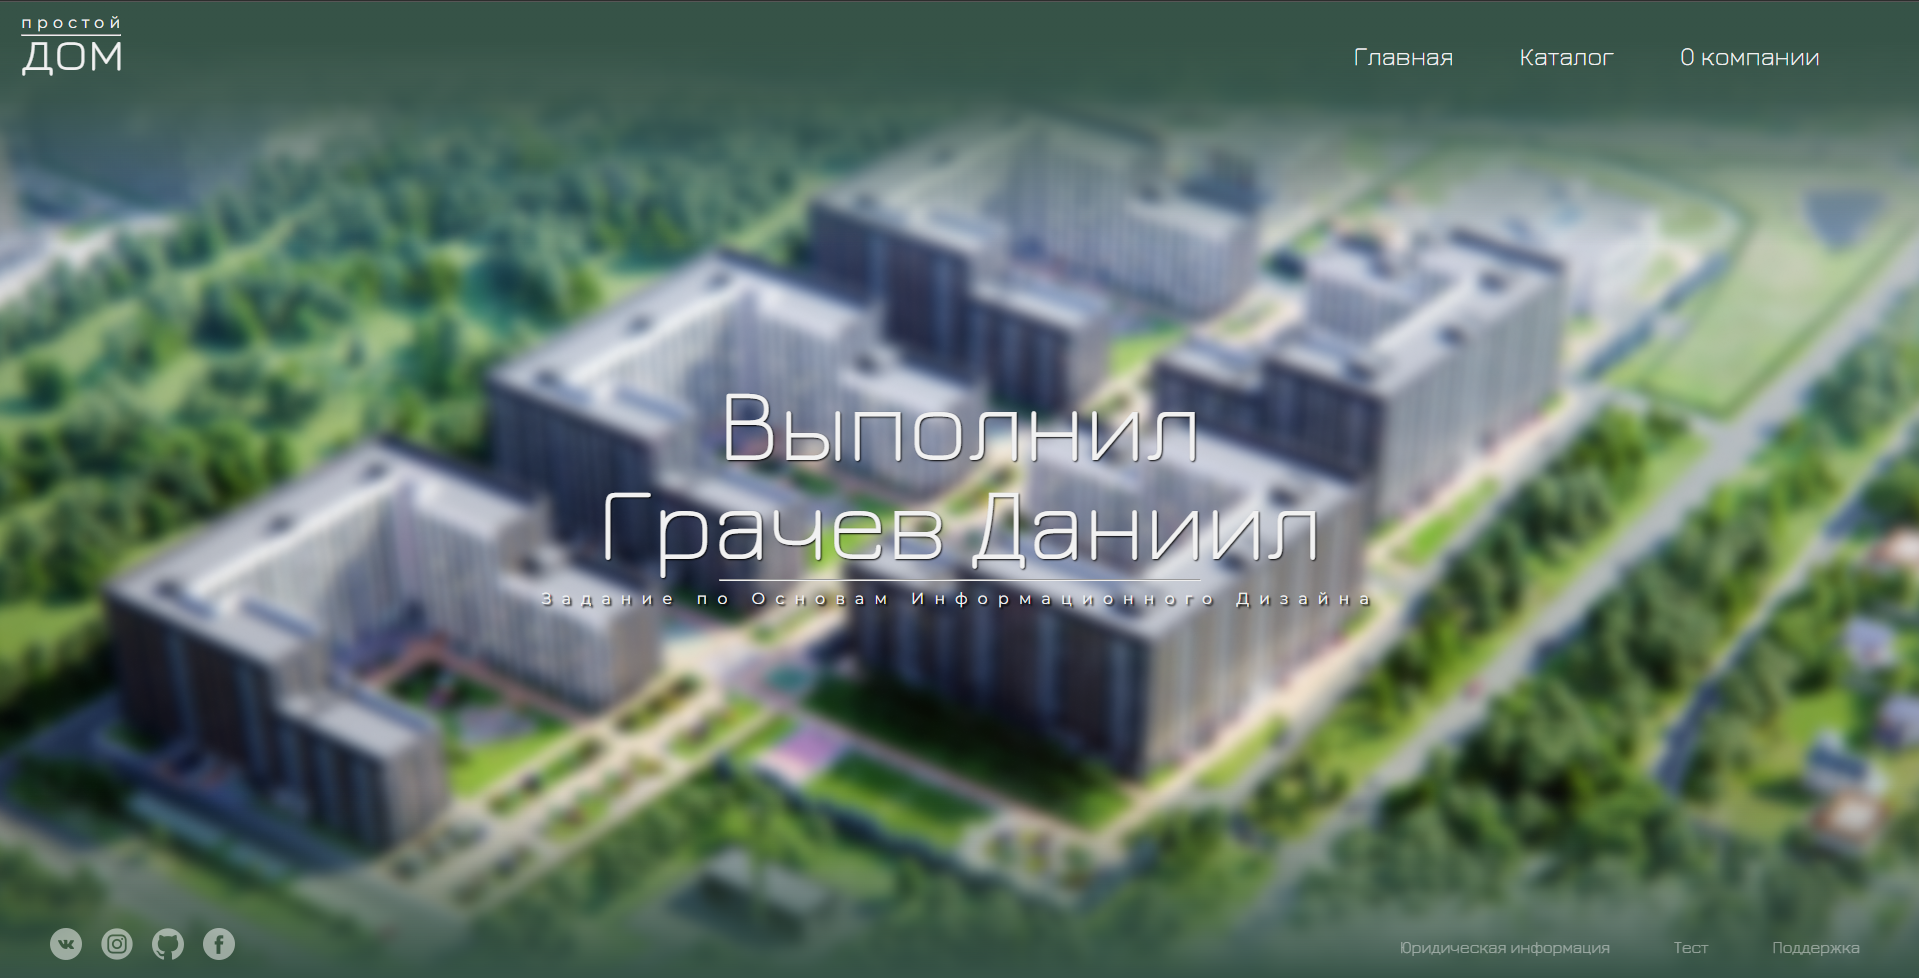 простой
ДОМ
Главная Каталог О компании
Выполнил
Грачев Даниил
Задание по Основам Информационного Дизайна
Юридическая информация Тест Поддержка